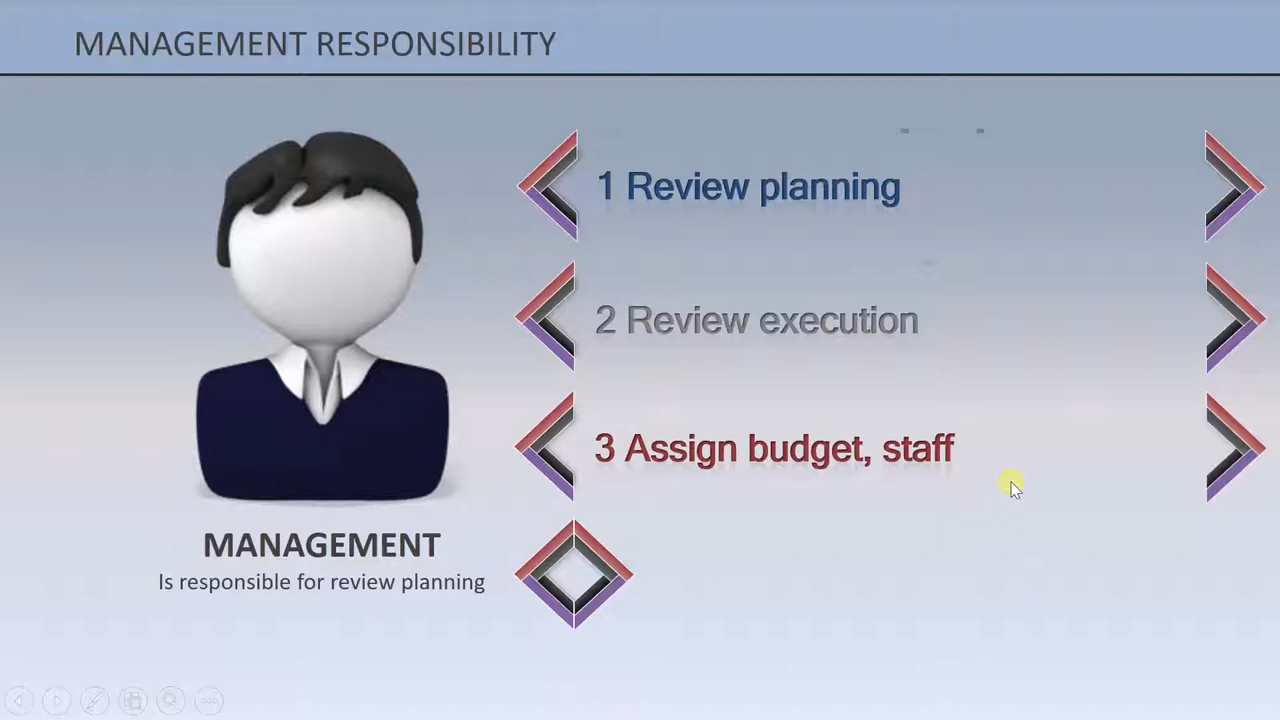 MANAGEMENT RESPONSIBILITY
1 Review planning
2 Review execution
3 Assign budget, staff
MANAGEMENT
Is responsible for review planning